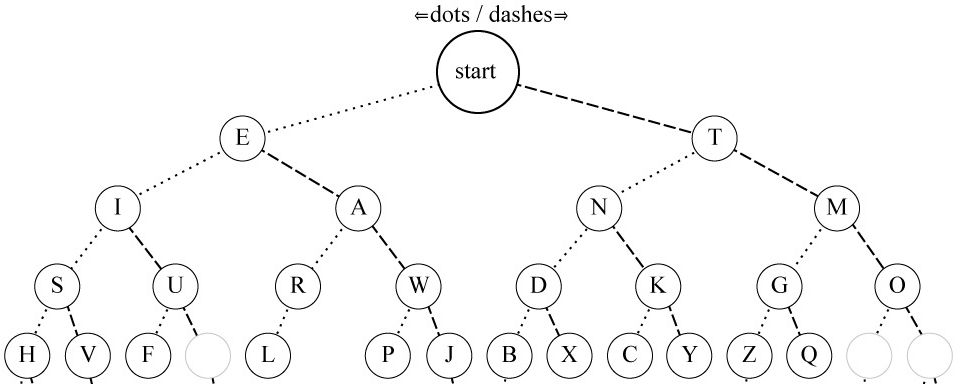 ⇐dots / dashes⇒
start
E T
I A N M
S U R W D K G O
H V F L P J B X C Y Z Q